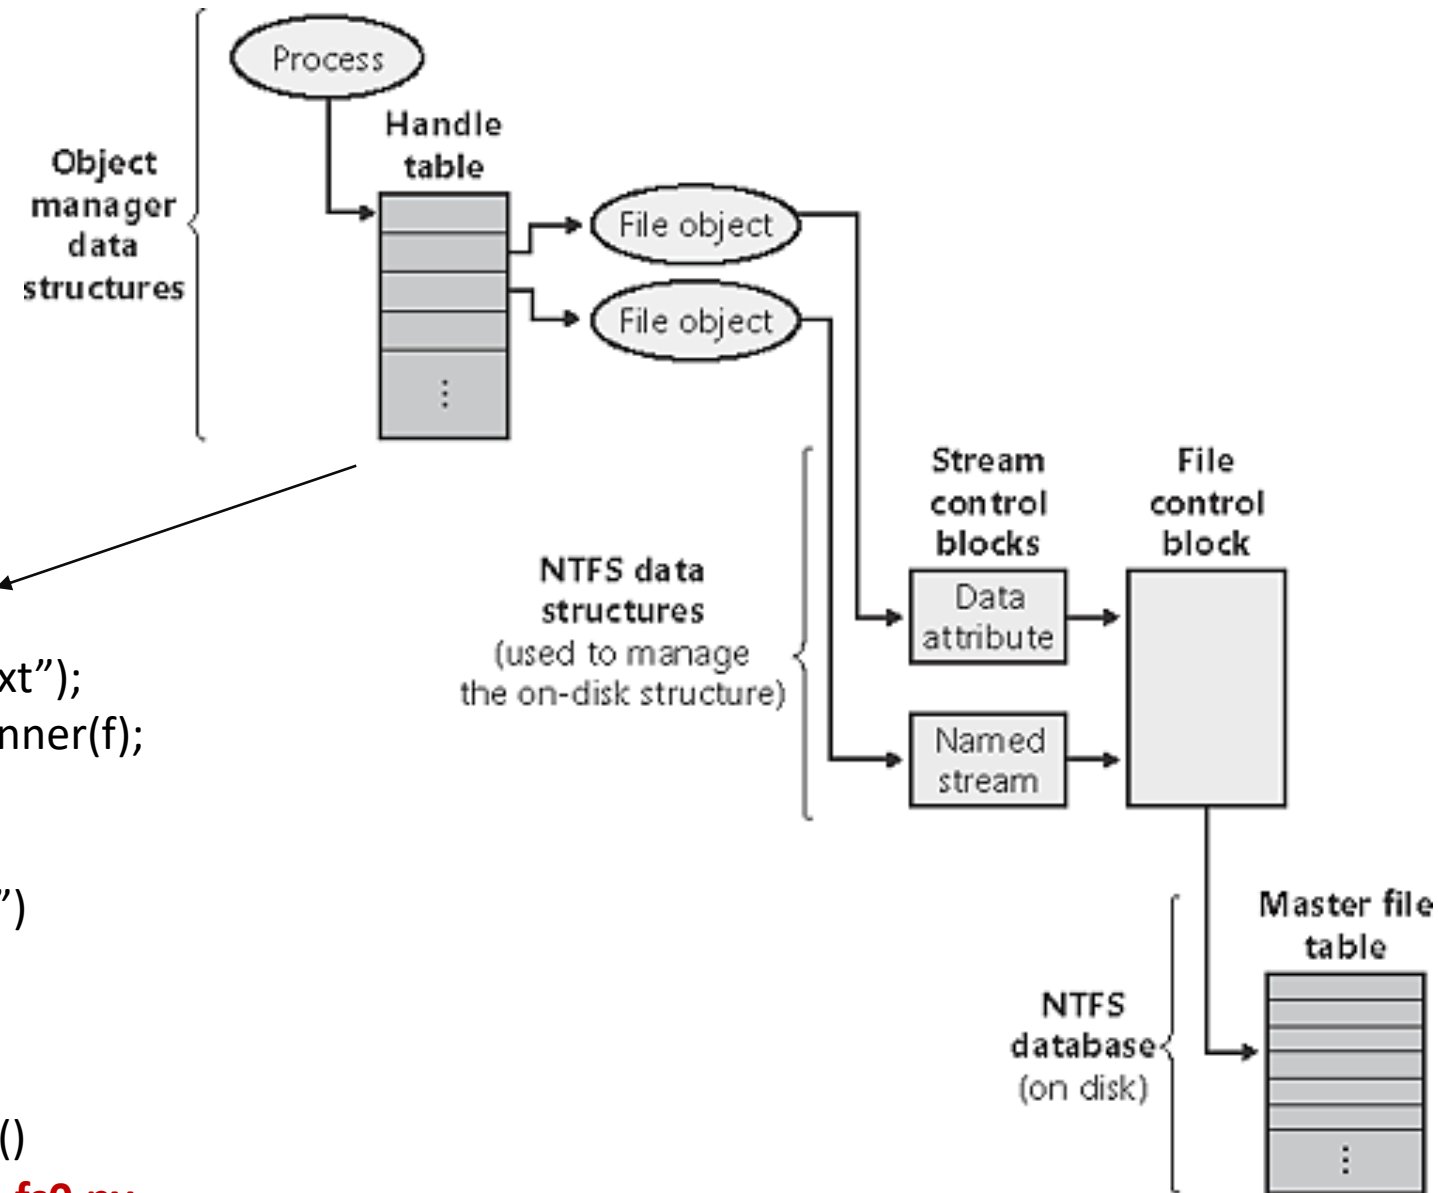 Process
Handle
table
Object
manager
data
structures
File object
File object
⋮
Stream
control
blocks
File
control
block
NTFS data
structures
(used to manage
the on-disk structure)
Data
attribute
Named
stream
xt”);
nner(f);
”)
Master file
table
NTFS
database
(on disk)
⋮
()